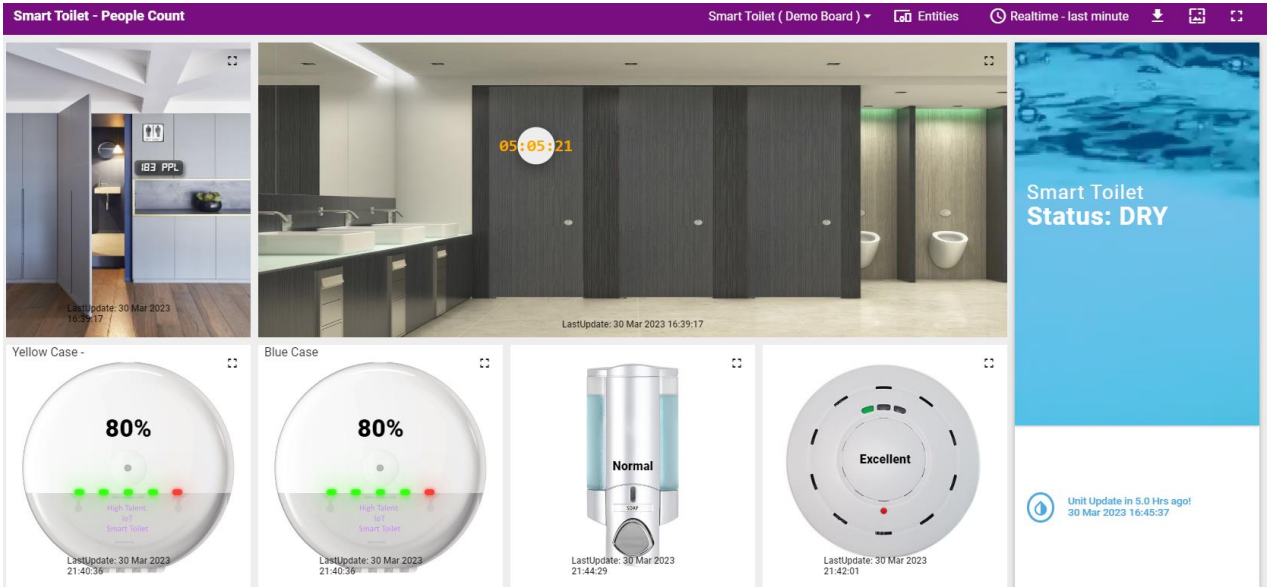 Smart Toilet - People Count
Smart Toilet ( Demo Board )
Entities
Realtime - last minute
183 PPL
LastUpdate: 30 Mar 2023
16:39:17
05:05:21
LastUpdate: 30 Mar 2023 16:39:17
Smart Toilet
Status: DRY
Yellow Case -
80%
High Talent
IoT
Smart Toilet
LastUpdate: 30 Mar 2023
21:40:36
Blue Case
80%
High Talent
IoT
Smart Toilet
LastUpdate: 30 Mar 2023
21:40:36
Normal
SOAP
LastUpdate: 30 Mar 2023
21:44:29
Excellent
LastUpdate: 30 Mar 2023
21:42:01
Unit Update in 5.0 Hrs ago!
30 Mar 2023 16:45:37